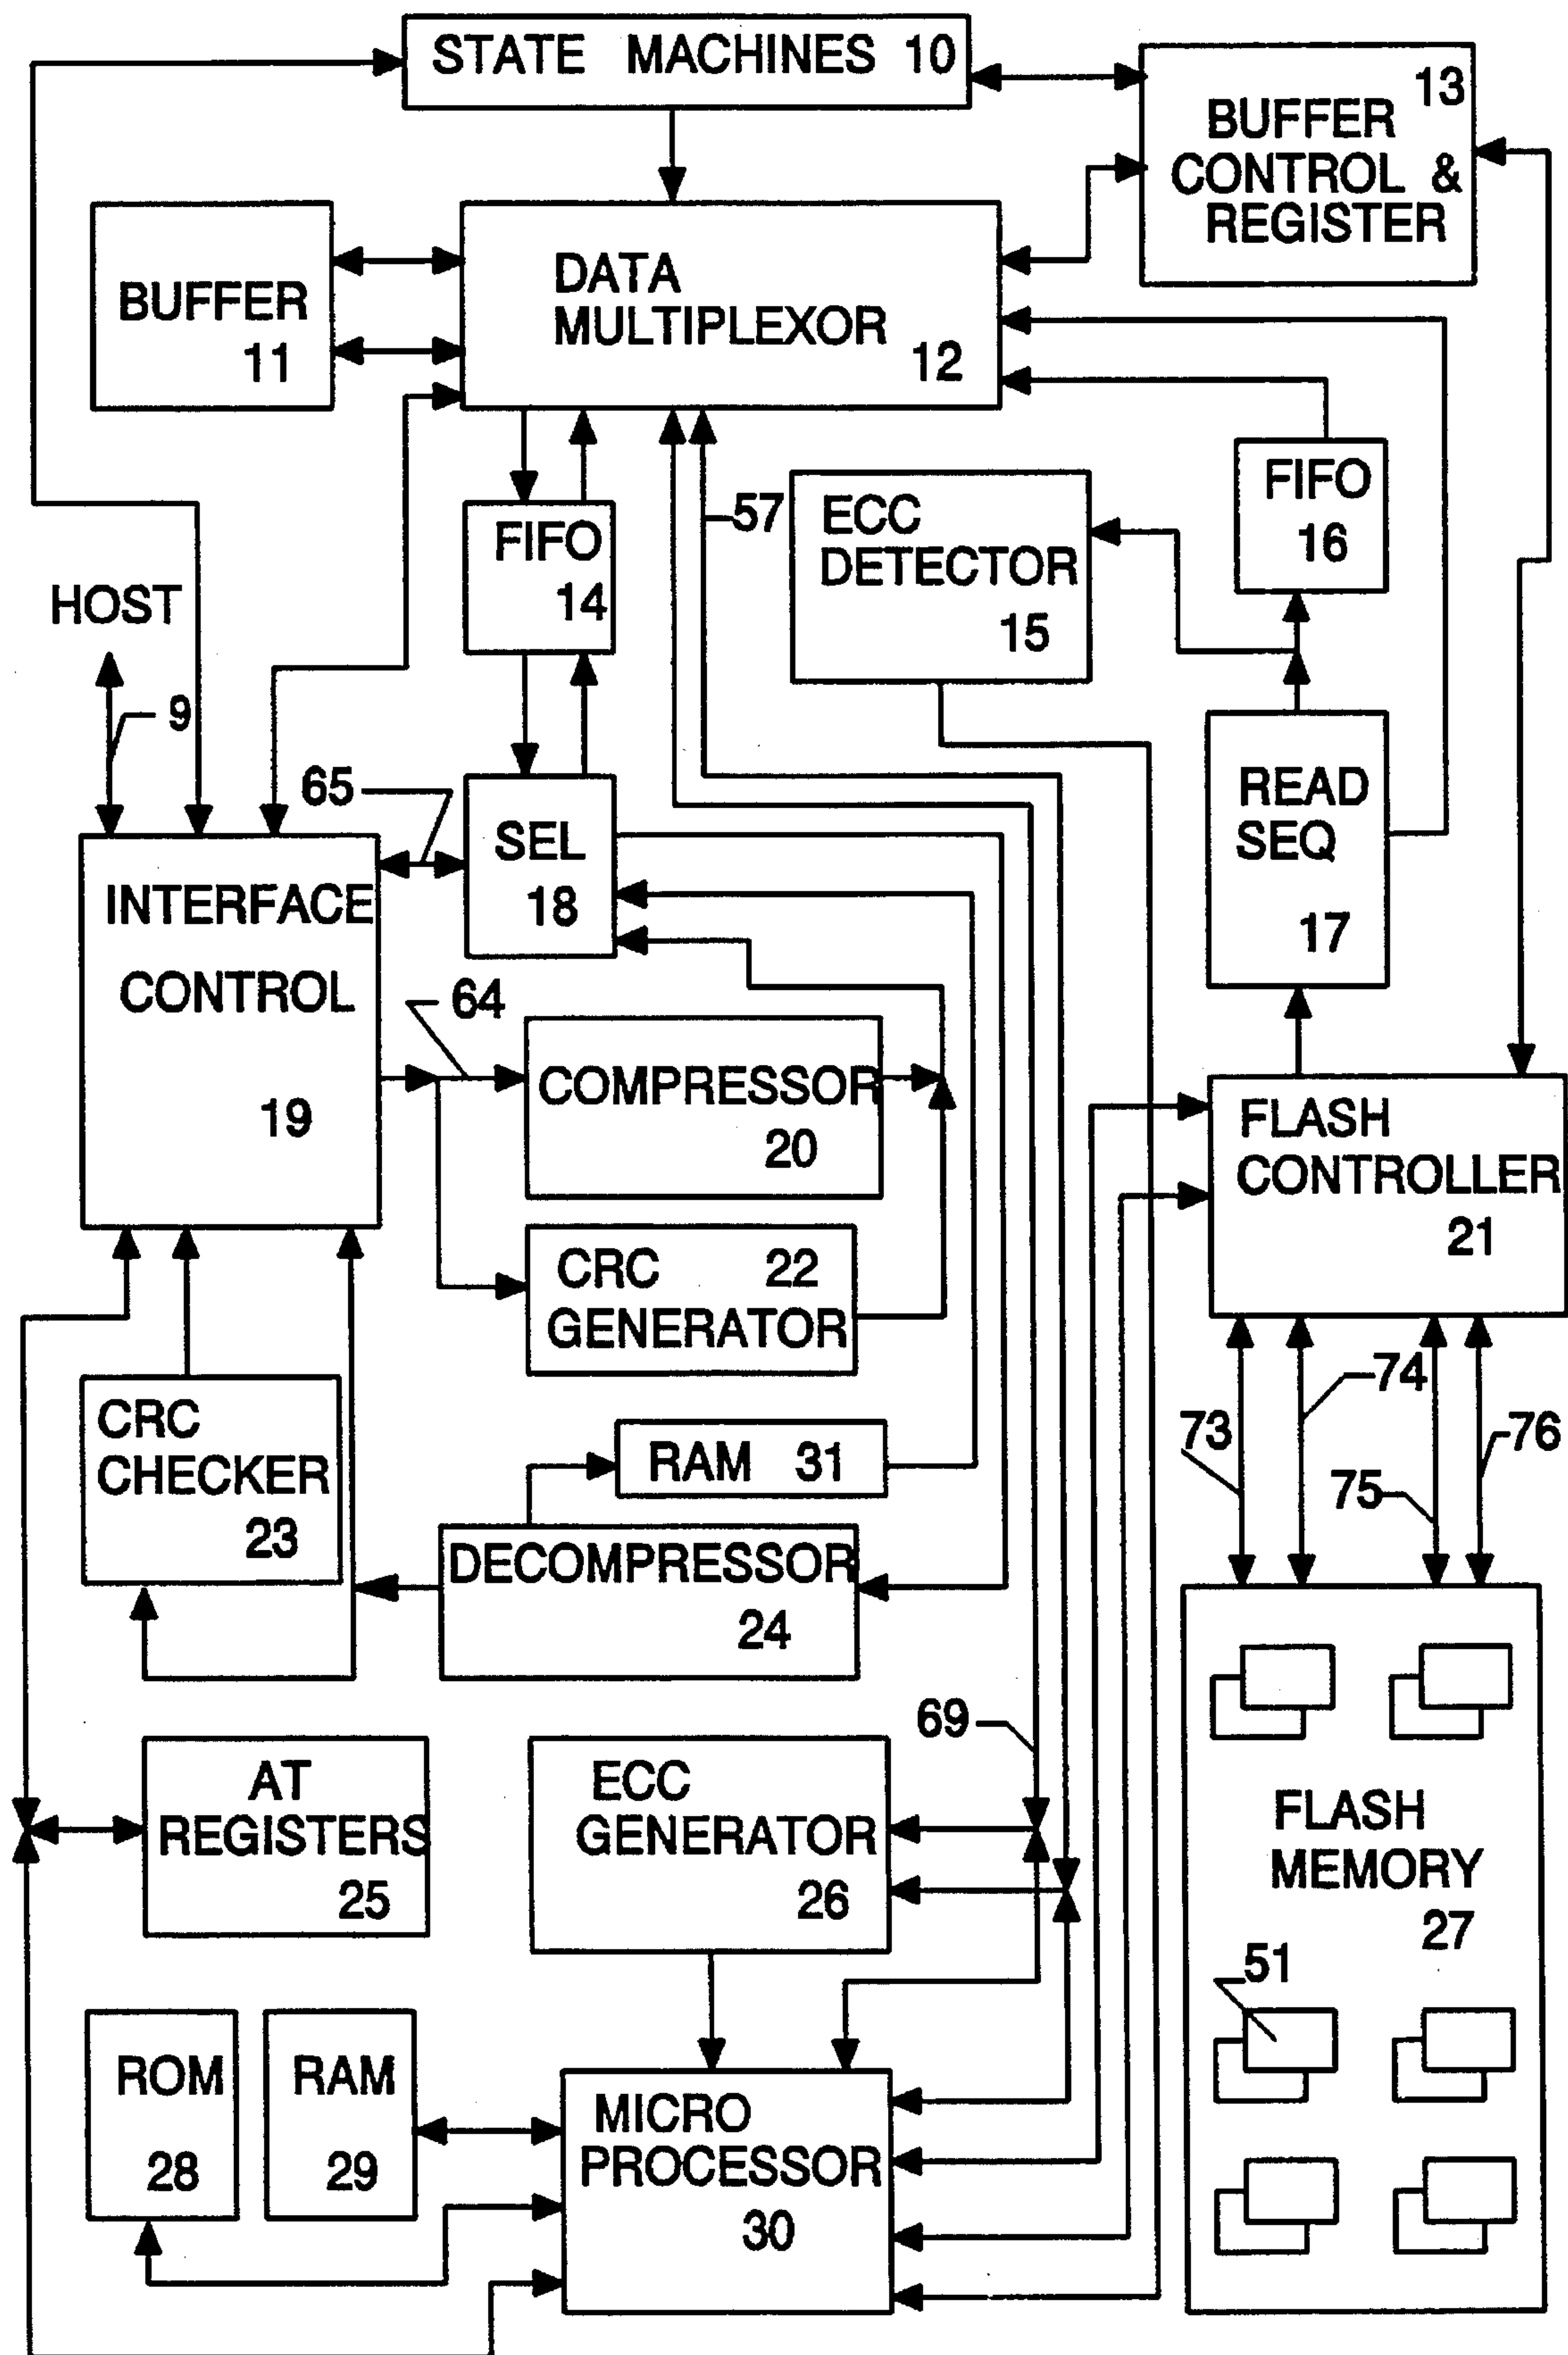 STATE MACHINES 10
13
BUFFER
CONTROL &
REGISTER
BUFFER
11
DATA
MULTIPLEXOR
12
FIFO
14
57
ECC
DETECTOR
15
FIFO
16
HOST
9
65
SEL
18
READ
SEQ
17
INTERFACE
CONTROL
19
64
COMPRESSOR
20
FLASH
CONTROLLER
21
CRC 22
GENERATOR
CRC
CHECKER
23
RAM 31
DECOMPRESSOR
24
73
74
75
76
69
AT
REGISTERS
25
ECC
GENERATOR
26
FLASH
MEMORY
27
51
ROM
28
RAM
29
MICRO
PROCESSOR
30